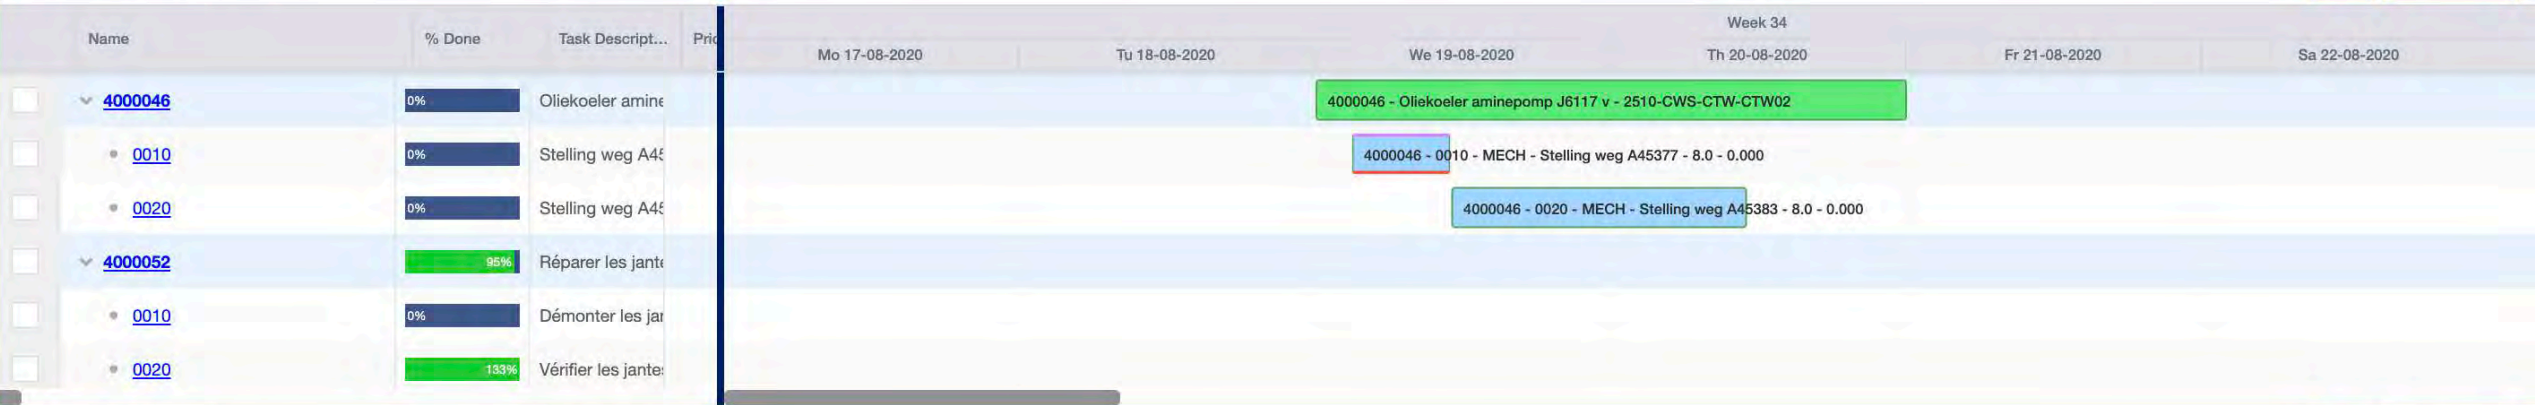 Week 34
Name % Done Task Descript... Pric Mo 17-08-2020 Tu 18-08-2020 We 19-08-2020 Th 20-08-2020 Fr 21-08-2020 Sa 22-08-2020
4000046 0% Oliekoeler amine 4000046 - Oliekoeler aminepomp J6117 v - 2510-CWS-CTW-CTW02
0010 0% Stelling weg A45 4000046 - 0010 - MECH - Stelling weg A45377 - 8.0 - 0.000
0020 0% Stelling weg A45 4000046 - 0020 - MECH - Stelling weg A45383 - 8.0 - 0.000
4000052 95% Réparer les jante
0010 0% Démonter les jan
0020 133% Vérifier les jantes